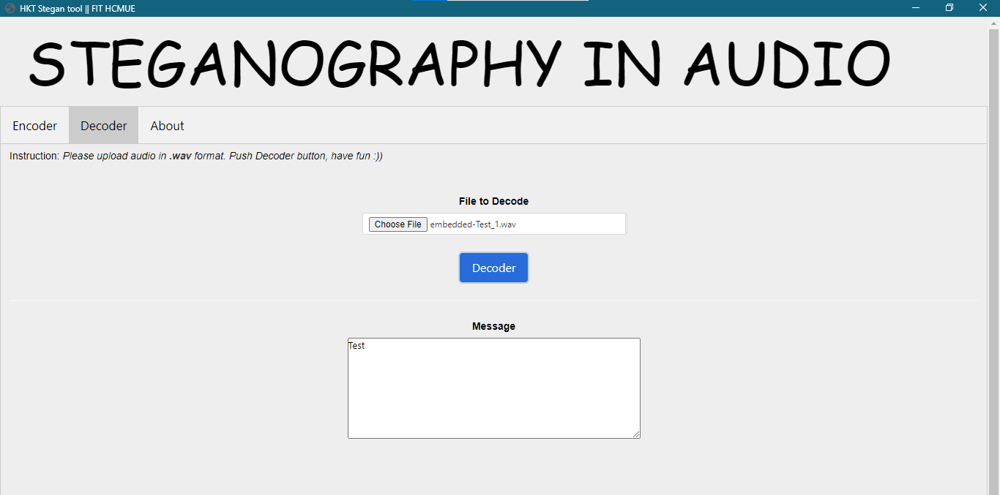 HKT Stegan tool || FIT HCMUE
STEGANOGRAPHY IN AUDIO
Encoder Decoder About
Instruction: Please upload audio in .wav format. Push Decoder button, have fun :))
File to Decode
Choose File embedded-Test_1.wav
Decoder
Message
Test